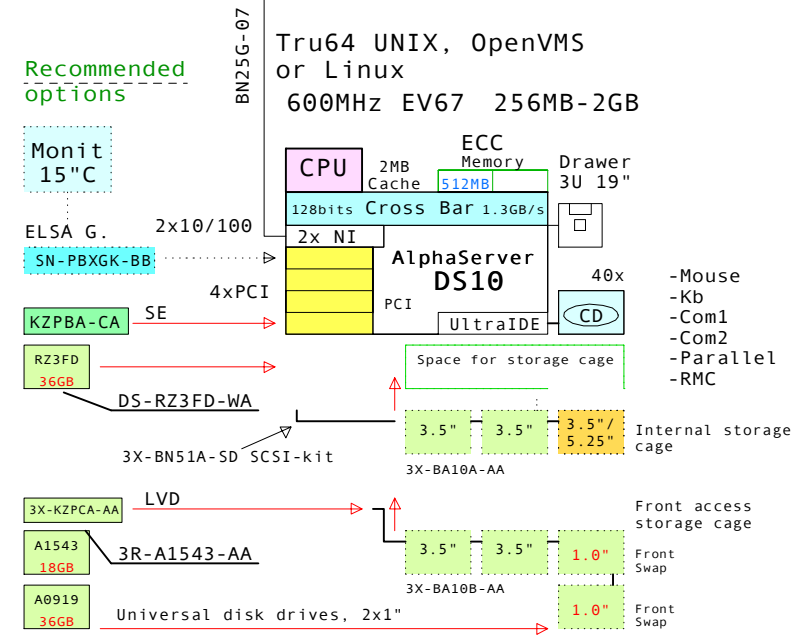 BN25G-07
Tru64 UNIX, OpenVMS
or Linux
600MHz EV67 256MB-2GB
Recommended
options
Monit
15"C
ELSA G.
SN-PBXGK-BB
2x10/100
CPU
2MB
Cache
ECC
Memory
512MB
Drawer
3U 19"
128bits Cross Bar 1.3GB/s
2x NI
AlphaServer
DS10
4xPCI
PCI
UltraIDE
40x
CD
-Mouse
-Kb
-Com1
-Com2
-Parallel
-RMC
KZPBA-CA
SE
RZ3FD
36GB
DS-RZ3FD-WA
Space for storage cage
3X-BN51A-SD SCSI-kit
3.5"
3.5"
3.5"/
5.25"
Internal storage
cage
3X-BA10A-AA
3X-KZPCA-AA
LVD
Front access
storage cage
A1543
18GB
3R-A1543-AA
3.5"
3.5"
1.0"
Front
Swap
3X-BA10B-AA
A0919
36GB
Universal disk drives, 2x1"
1.0"
Front
Swap